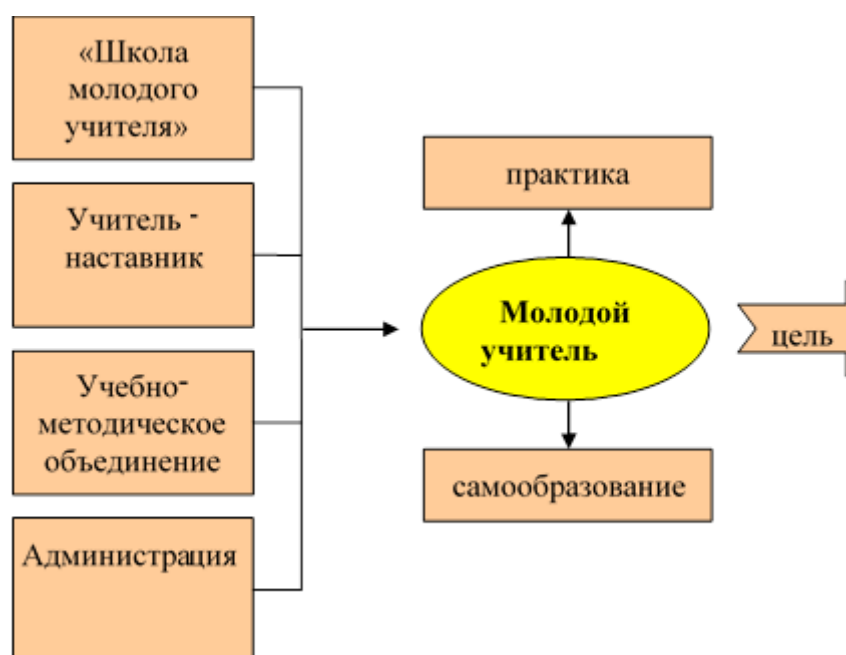 «Школа
молодого
учителя»
Учитель -
наставник
Учебно-
методическое
объединение
Администрация
практика
Молодой
учитель
самообразование
цель